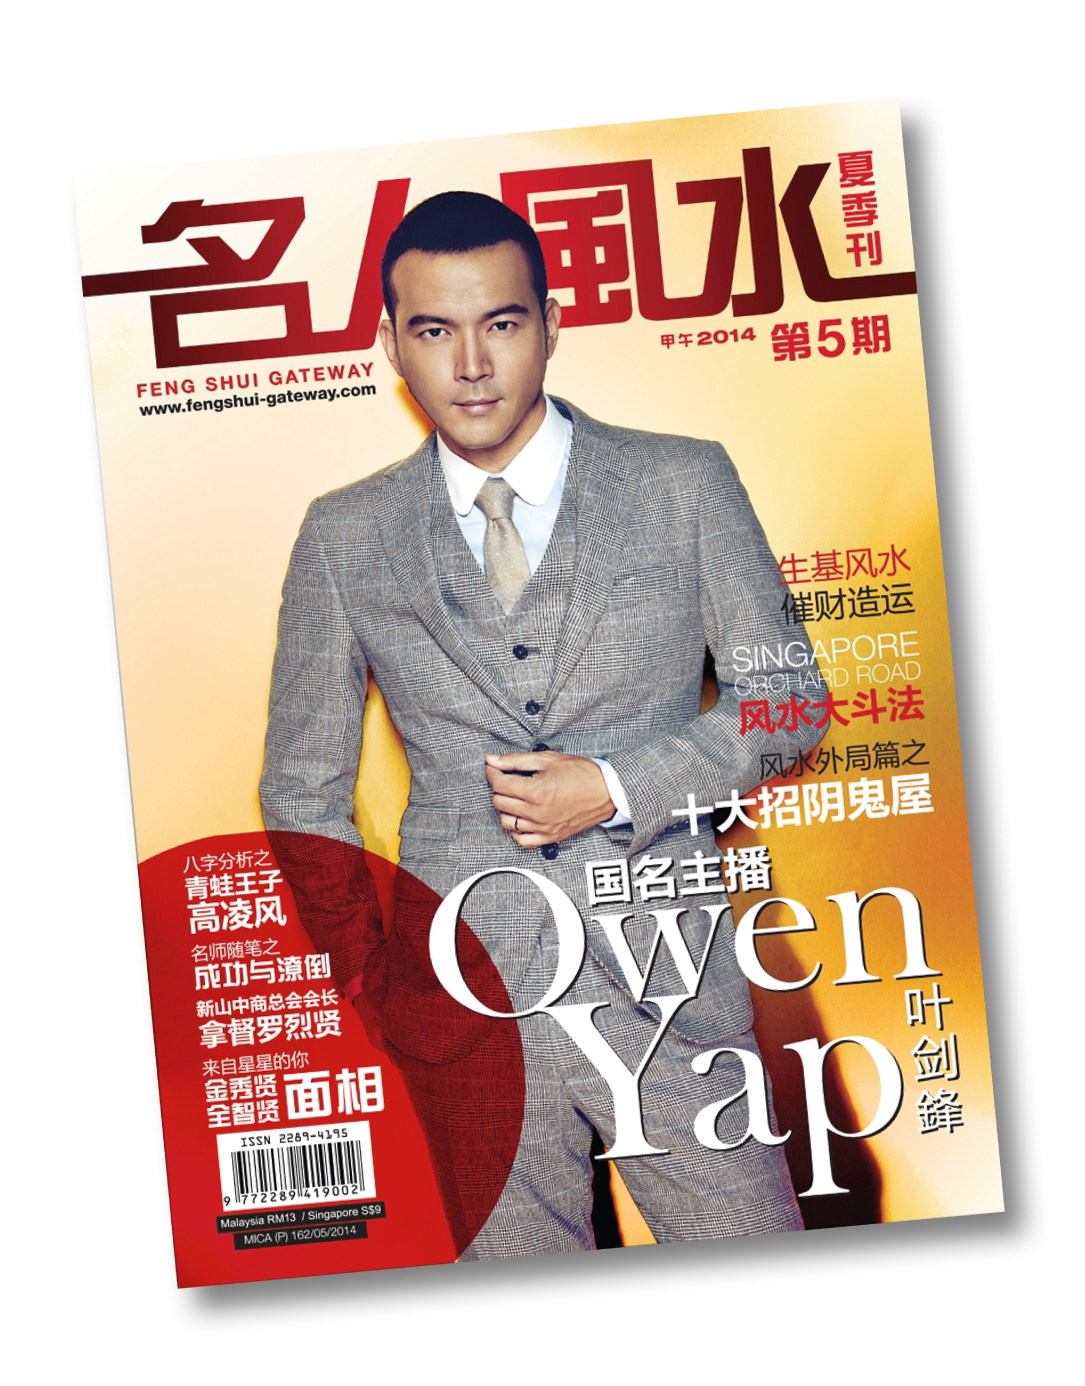 名人風水
夏季刊
甲午2014 第5期
FENG SHUI GATEWAY
www.fengshui-gateway.com
生基风水
催财造运
SINGAPORE
ORCHARD ROAD
风水大斗法
风水外局篇之
十大招阴鬼屋
国名主播
Owen
Yap
叶剑鋒
八字分析之
青蛙王子
高凌风
名师随笔之
成功与潦倒
新山中商总会会长
拿督罗烈贤
来自星星的你
金秀贤
全智贤
面相
ISSN 2289-4195
9 772289 419002
Malaysia RM13 / Singapore S$9
MICA (P) 162/05/2014